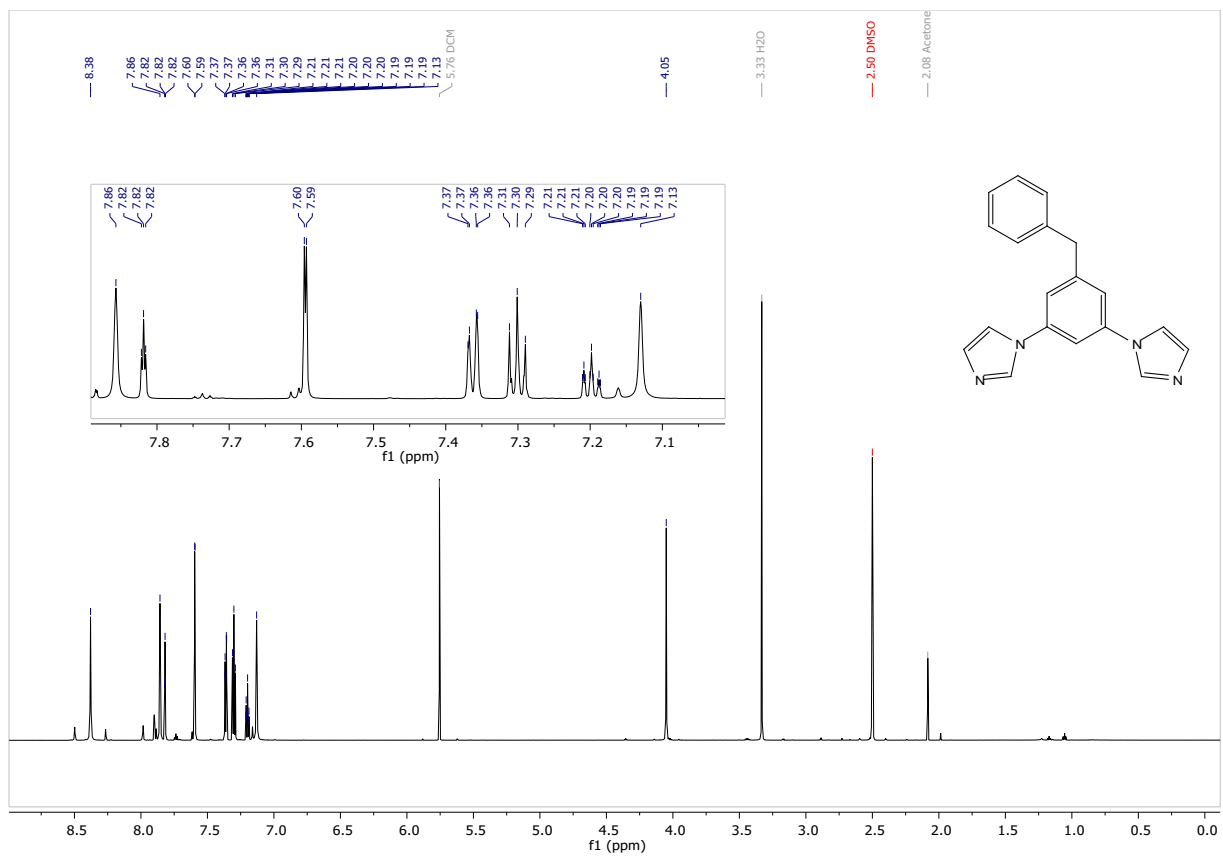 8.38 7.86 7.82 7.82 7.82 7.60 7.59 7.37 7.37 7.36 7.36 7.31 7.30 7.29 7.21 7.21 7.21 7.20 7.20 7.20 7.19 7.19 7.19 7.13 5.76 DCM 4.05 3.33 H2O 2.50 DMSO 2.08 Acetone
7.86 7.82 7.82 7.82 7.60 7.59 7.37 7.37 7.36 7.36 7.31 7.30 7.29 7.21 7.21 7.21 7.20 7.20 7.20 7.19 7.19 7.19 7.13
N N
N N
7.8 7.7 7.6 7.5 7.4 7.3 7.2 7.1
f1 (ppm)
8.5 8.0 7.5 7.0 6.5 6.0 5.5 5.0 4.5 4.0 3.5 3.0 2.5 2.0 1.5 1.0 0.5 0.0
f1 (ppm)